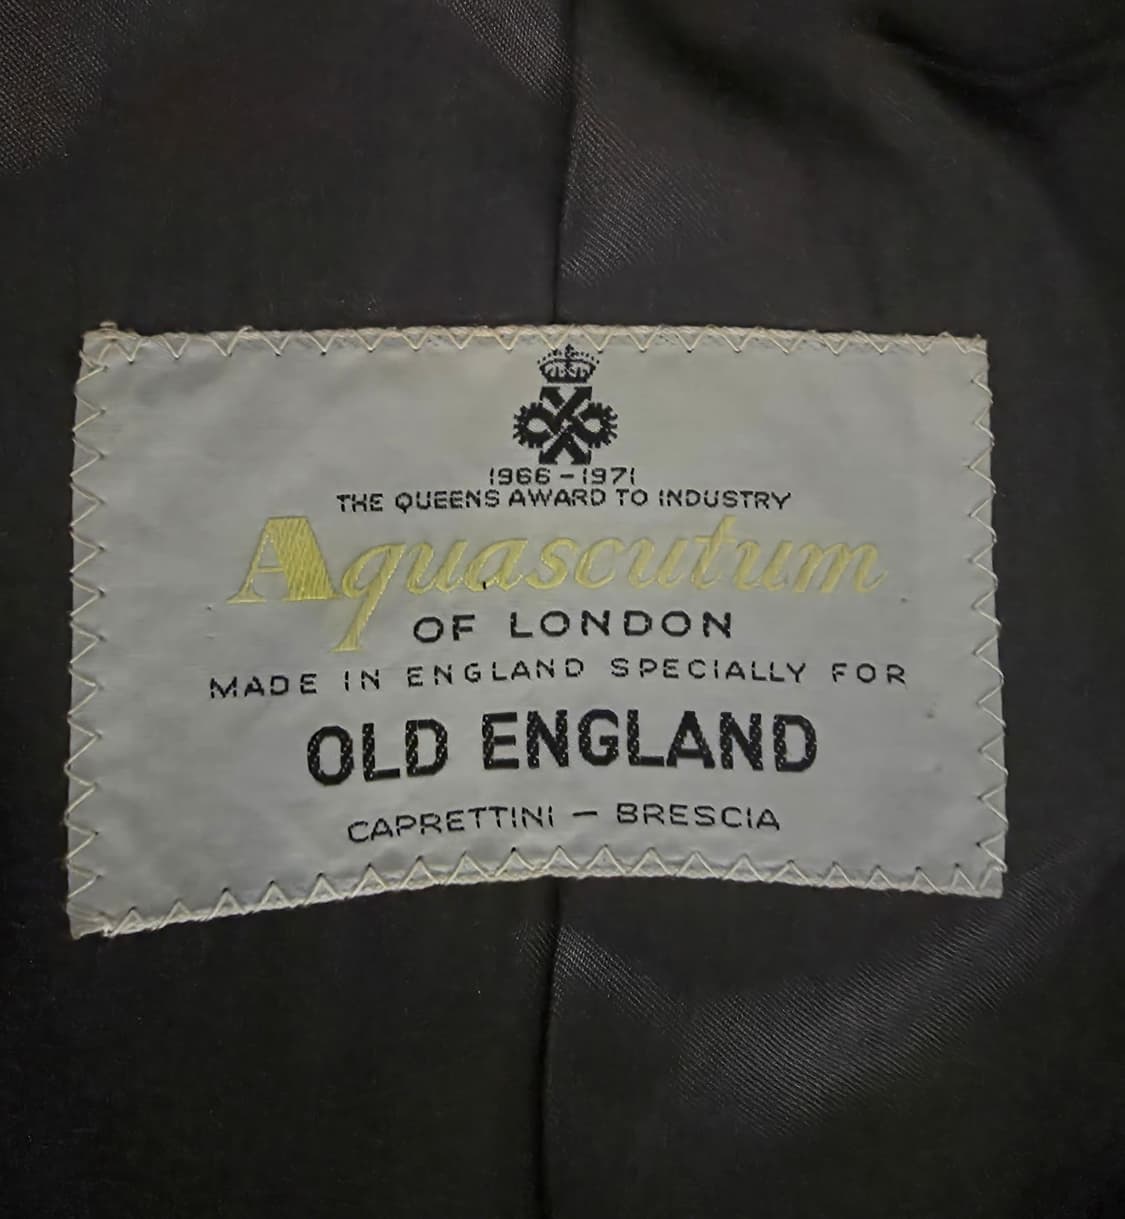 1966 - 1971
THE QUEENS AWARD TO INDUSTRY
Aquascutum
OF LONDON
MADE IN ENGLAND SPECIALLY FOR
OLD ENGLAND
CAPRETTINI - BRESCIA